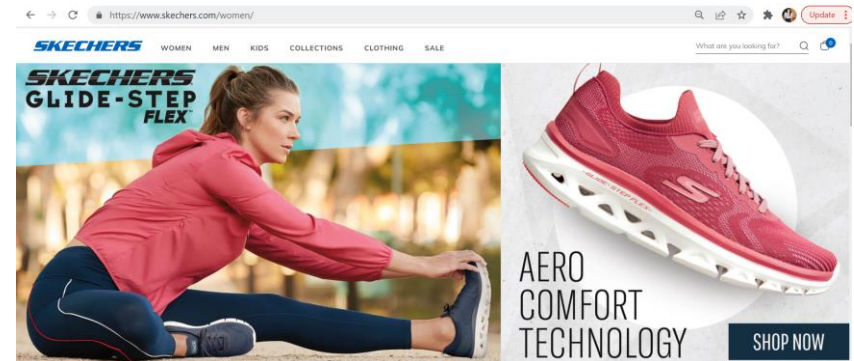 https://www.skechers.com/women/
Update
SKECHERS WOMEN MEN KIDS COLLECTIONS CLOTHING SALE
What are you looking for?
0
SKECHERS
GLIDE-STEP
FLEX™
GLIDE-STEP FLEX
AERO
COMFORT
TECHNOLOGY
SHOP NOW